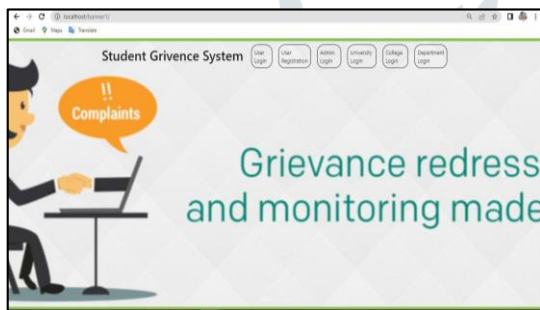 localhost/banner1/
Gmail Maps Translate
Student Grivence System
User Login
User Registration
Admin Login
University Login
College Login
Department Login
!!
Complaints
Grievance redress
and monitoring made